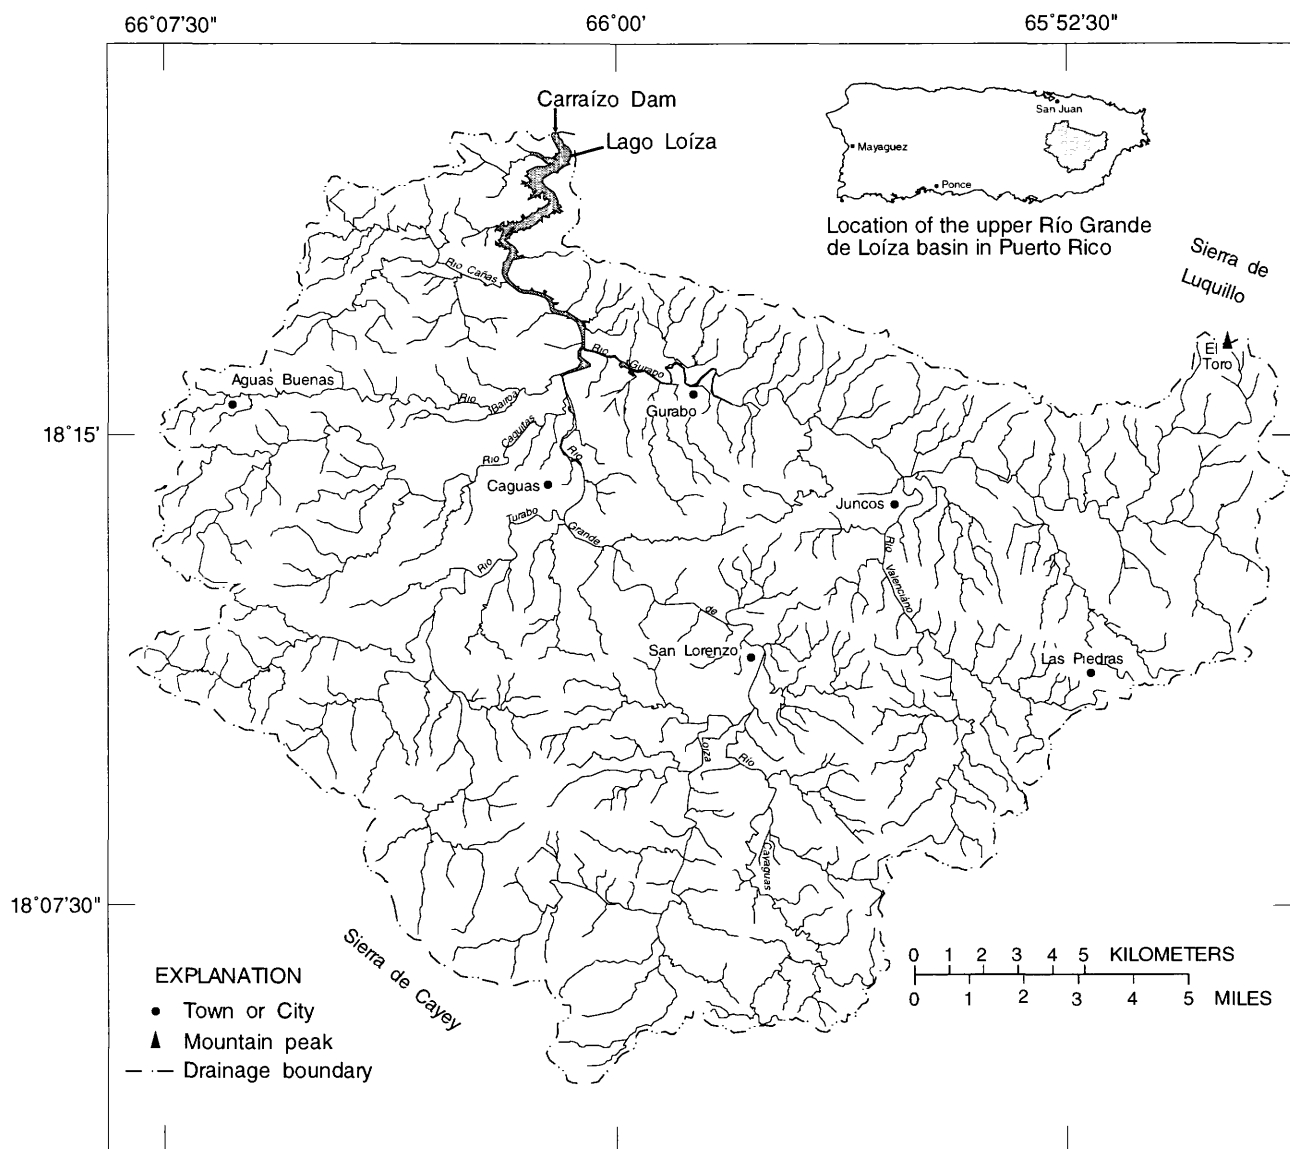 66°07'30"
66°00'
65°52'30"
Carraízo Dam
Lago Loíza
San Juan
Mayaguez
Ponce
Location of the upper Río Grande
de Loíza basin in Puerto Rico
Sierra de
Luquillo
El
Toro
Río Cañas
Río
Gurabo
Aguas Buenas
Río
Bairoa
Gurabo
18°15'
Caguitas
Río
Río
Caguas
Juncos
Turabo
Grande
Río
Río
Valenciano
de
San Lorenzo
Las Piedras
Loíza
Río
Cayaguas
18°07'30"
Sierra de Cayey
0 1 2 3 4 5 KILOMETERS
0 1 2 3 4 5 MILES
EXPLANATION
Town or City
Mountain peak
Drainage boundary